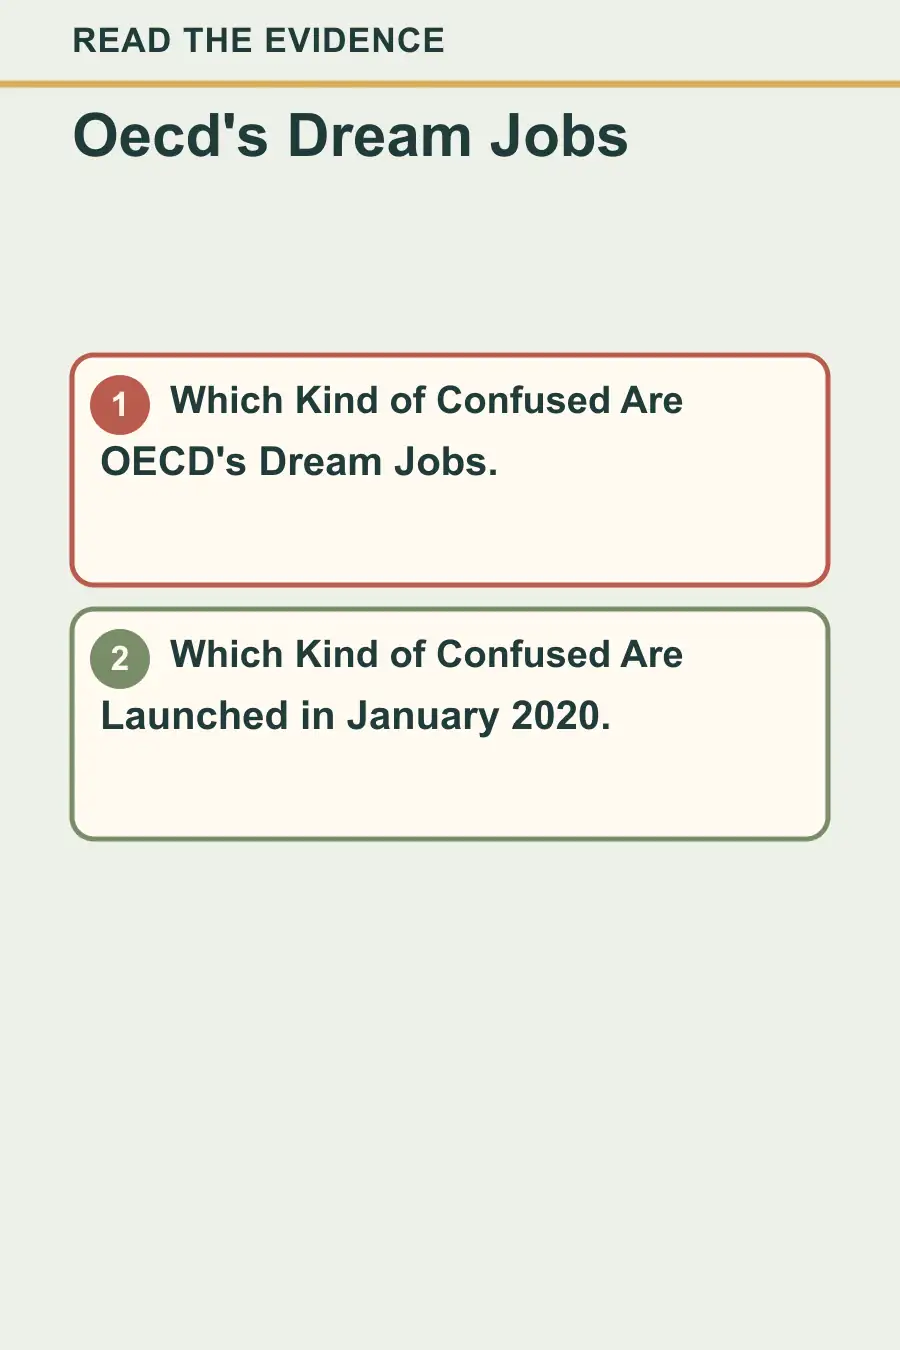 READ THE EVIDENCE
Oecd's Dream Jobs
1 Which Kind of Confused Are
OECD's Dream Jobs.
2 Which Kind of Confused Are
Launched in January 2020.